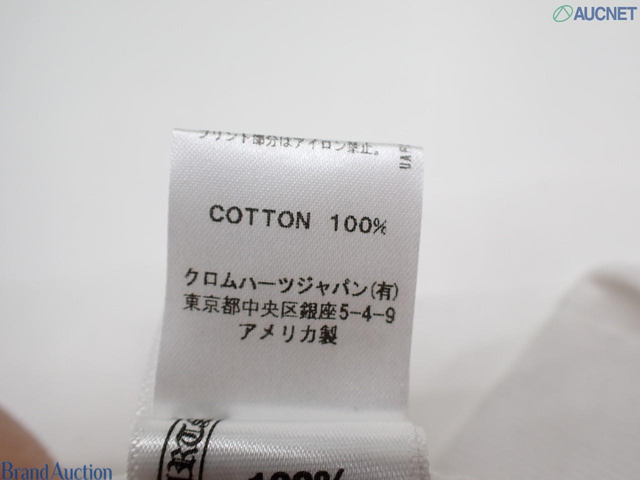 AUCNET
プリント部分はアイロン禁止。
COTTON 100%
クロムハーツジャパン(有)
東京都中央区銀座5-4-9
アメリカ製
100%
Brand Auction